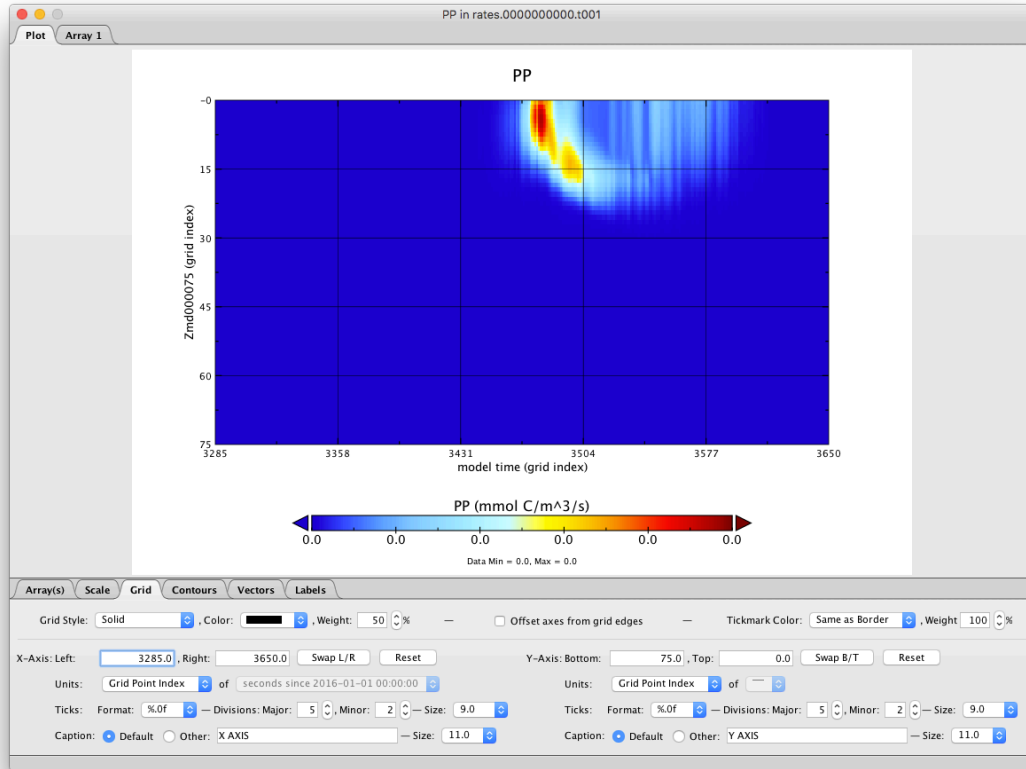 PP in rates.0000000000.t001
Plot Array 1
PP
-0
15
30
45
60
75
Zmd000075 (grid index)
3285 3358 3431 3504 3577 3650
model time (grid index)
PP (mmol C/m^3/s)
0.0 0.0 0.0 0.0 0.0 0.0
Data Min = 0.0, Max = 0.0
Array(s) Scale Grid Contours Vectors Labels
Grid Style: Solid , Color: , Weight: 50 % — Offset axes from grid edges — Tickmark Color: Same as Border , Weight 100 %
X-Axis: Left: 3285.0 , Right: 3650.0 Swap L/R Reset Y-Axis: Bottom: 75.0 , Top: 0.0 Swap B/T Reset
Units: Grid Point Index of seconds since 2016-01-01 00:00:00 Units: Grid Point Index of —
Ticks: Format: %.0f — Divisions: Major: 5 , Minor: 2 — Size: 9.0 Ticks: Format: %.0f — Divisions: Major: 5 , Minor: 2 — Size: 9.0
Caption: Default Other: X AXIS — Size: 11.0 Caption: Default Other: Y AXIS — Size: 11.0